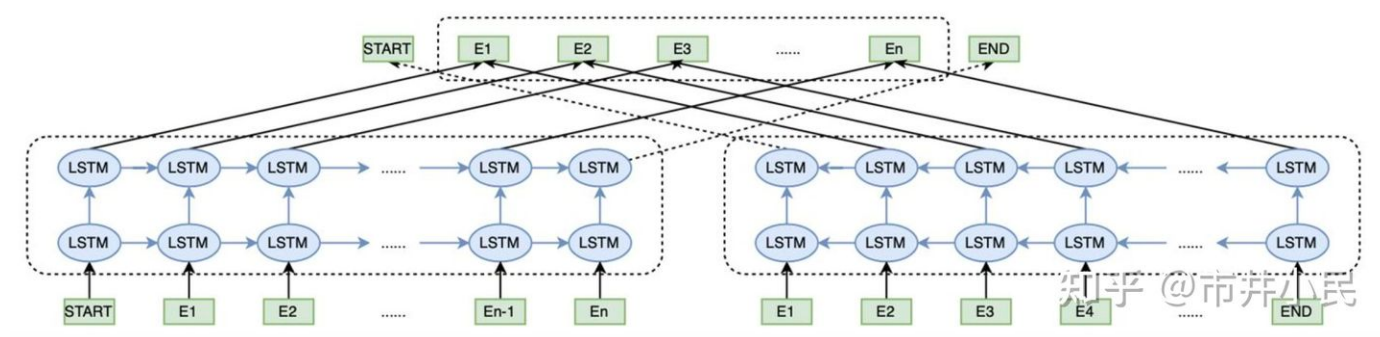 START E1 E2 E3 ...... En END
LSTM LSTM LSTM ...... LSTM LSTM LSTM LSTM LSTM LSTM ...... LSTM
LSTM LSTM LSTM ...... LSTM LSTM LSTM LSTM LSTM LSTM ...... LSTM
START E1 E2 ...... En-1 En E1 E2 E3 E4 ...... END
知乎 @市井小民